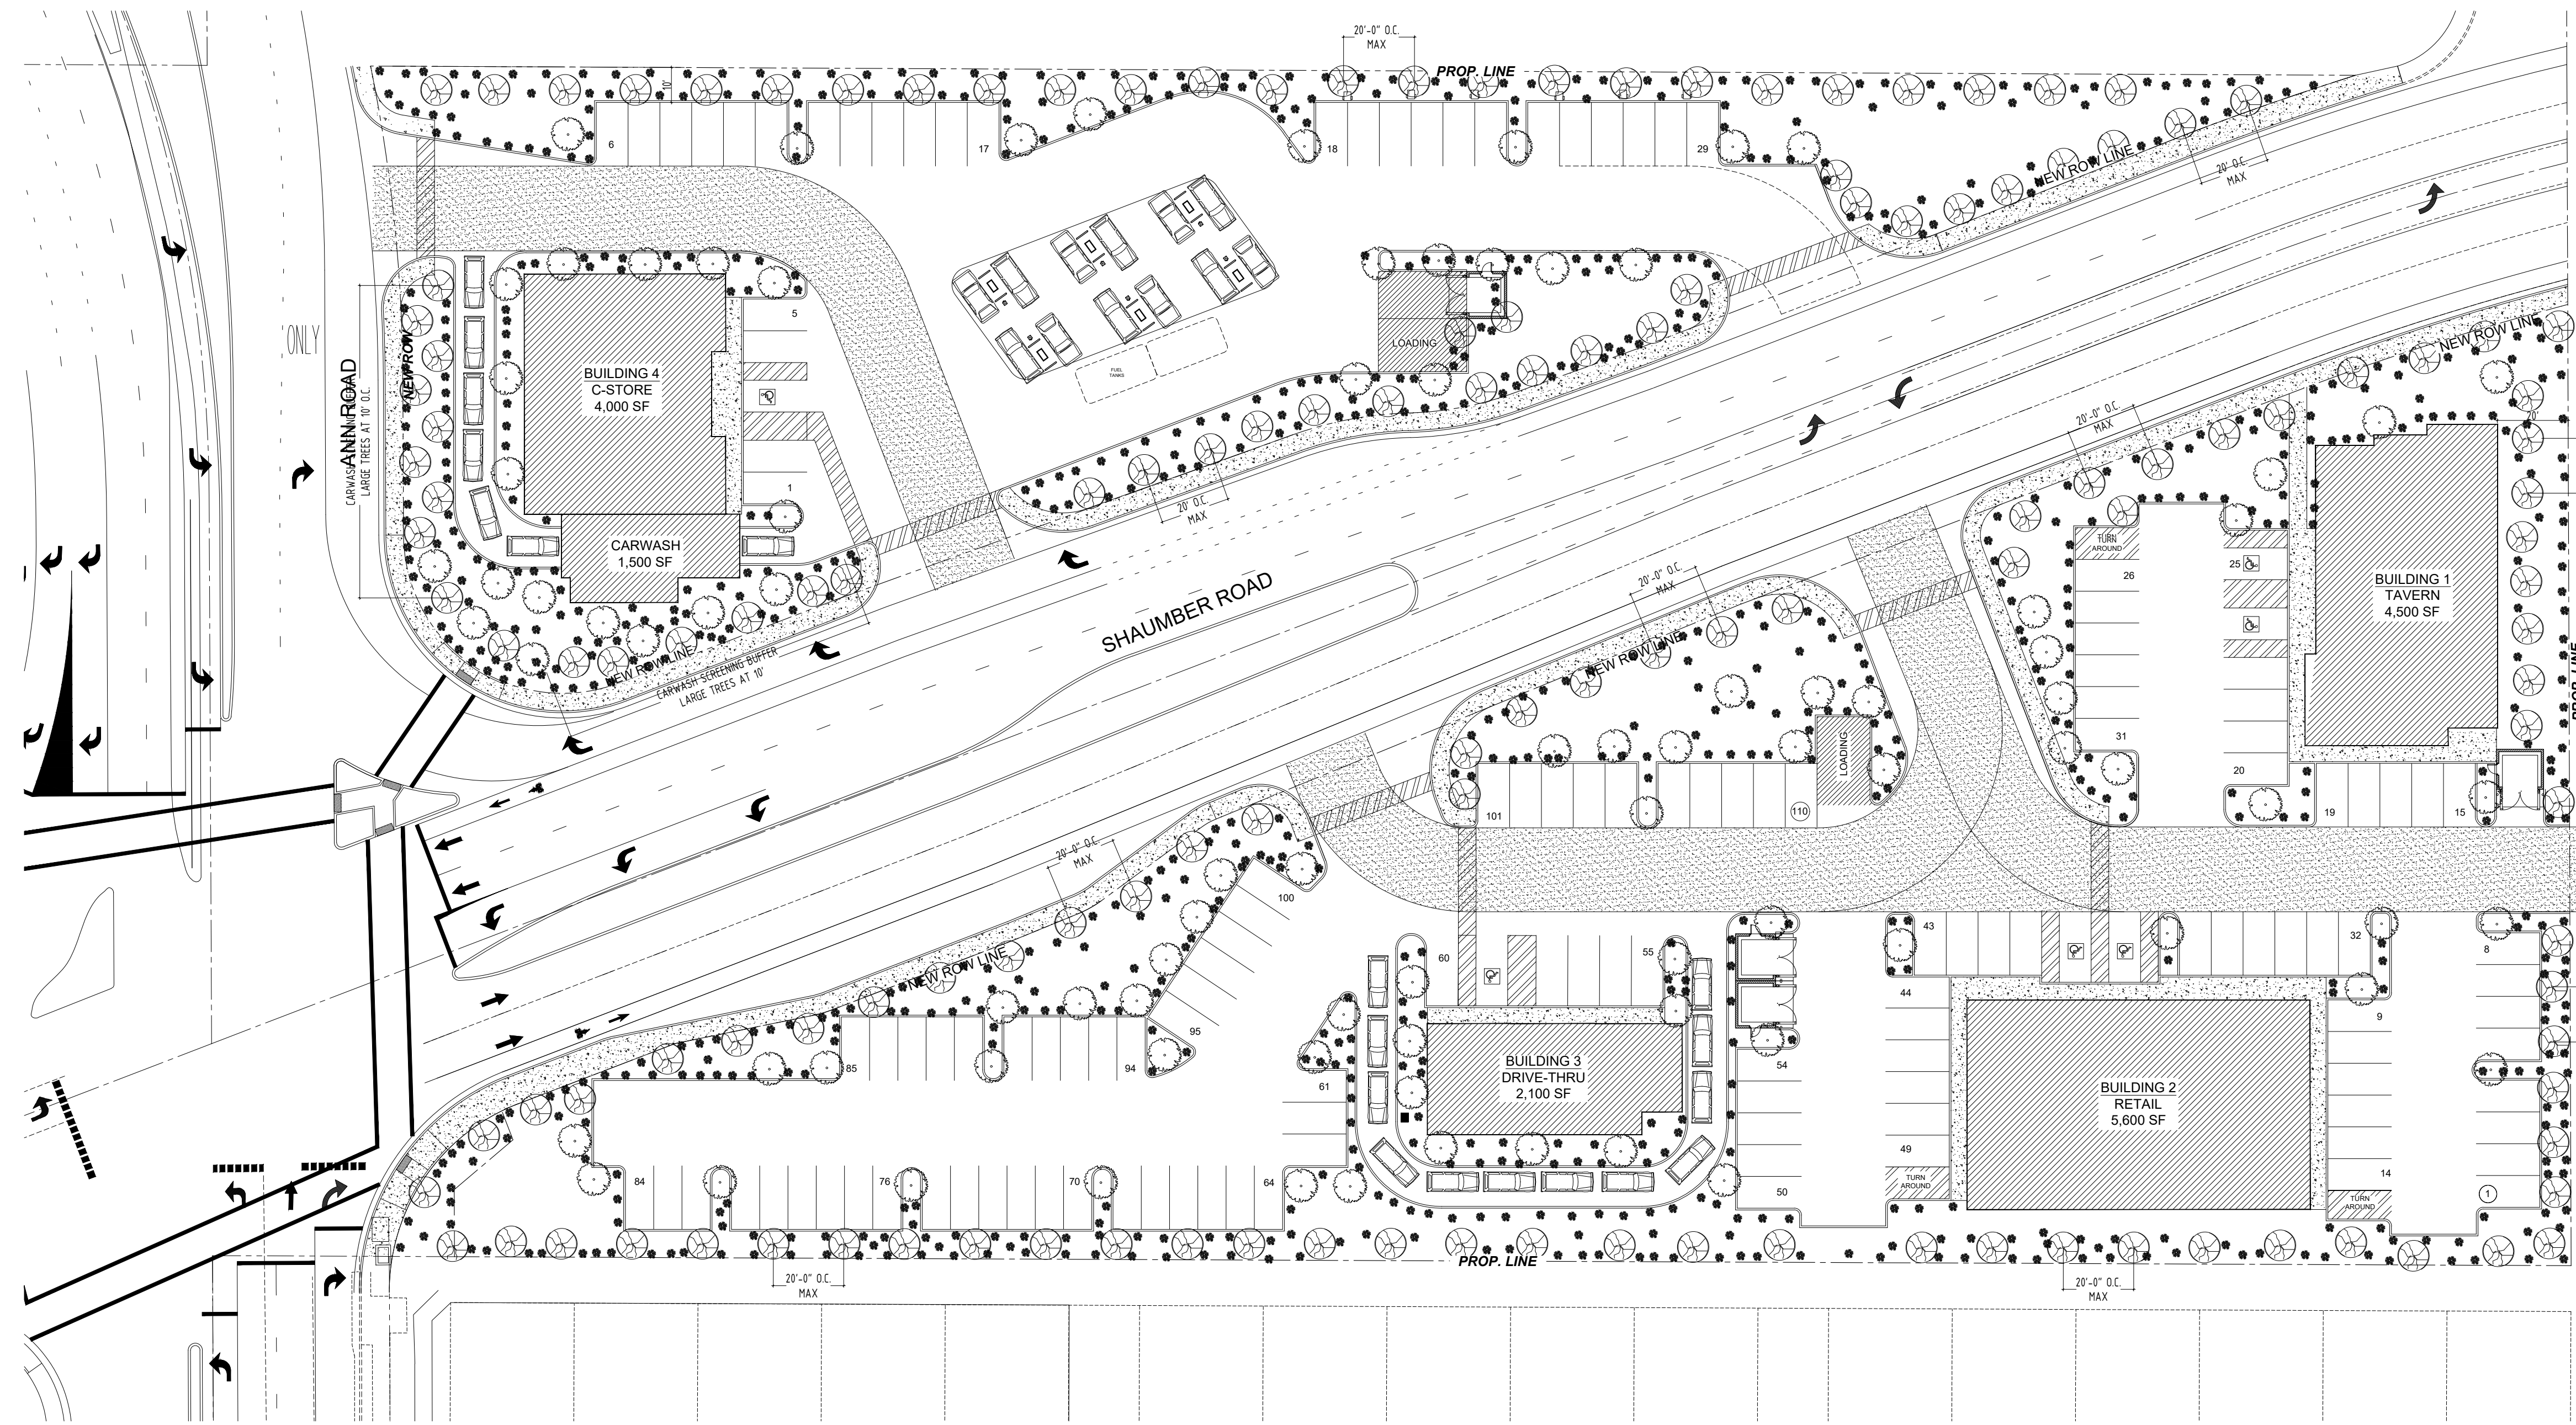 20'-0" O.C.
MAX
PROP. LINE
10'
6
17
18
29
NEW ROW LINE
20' O.C.
MAX
ONLY
ANN ROAD
NEW ROW
LARGE TREES AT 10' O.C.
BUILDING 4
C-STORE
4,000 SF
5
1
CARWASH
1,500 SF
FUEL
TANKS
LOADING
20' O.C.
MAX
NEW ROW LINE
CARWASH SCREENING BUFFER
LARGE TREES AT 10'
SHAUMBER ROAD
NEW ROW LINE
20'-0" O.C.
MAX
20'
TURN
AROUND
26
25
31
20
19
15
BUILDING 1
TAVERN
4,500 SF
PROP. LINE
20'-0" O.C.
MAX
NEW ROW LINE
LOADING
101
110
20'-0" O.C.
MAX
NEW ROW LINE
100
95
94
85
84
76
70
64
61
60
55
54
50
BUILDING 3
DRIVE-THRU
2,100 SF
43
32
44
49
TURN
AROUND
BUILDING 2
RETAIL
5,600 SF
8
9
14
TURN
AROUND
1
PROP. LINE
20'-0" O.C.
MAX
20'-0" O.C.
MAX